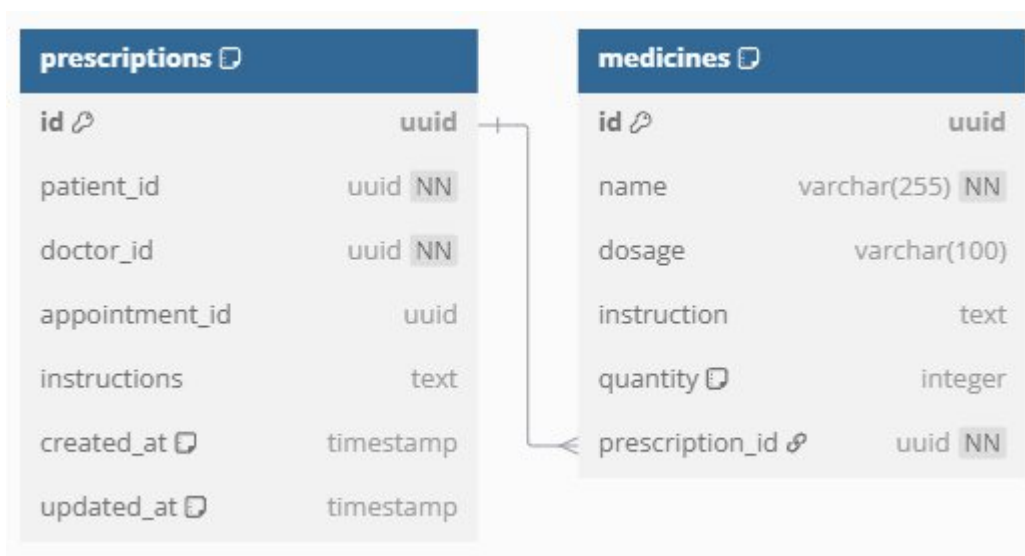 prescriptions
id uuid
patient_id uuid NN
doctor_id uuid NN
appointment_id uuid
instructions text
created_at timestamp
updated_at timestamp
medicines
id uuid
name varchar(255) NN
dosage varchar(100)
instruction text
quantity integer
prescription_id uuid NN